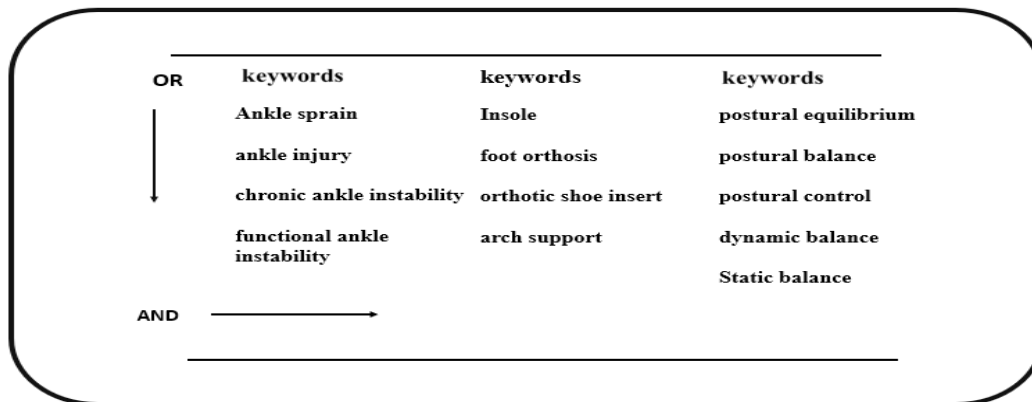 OR keywords keywords keywords
Ankle sprain Insole postural equilibrium
ankle injury foot orthosis postural balance
chronic ankle instability orthotic shoe insert postural control
functional ankle arch support dynamic balance
instability
Static balance
AND